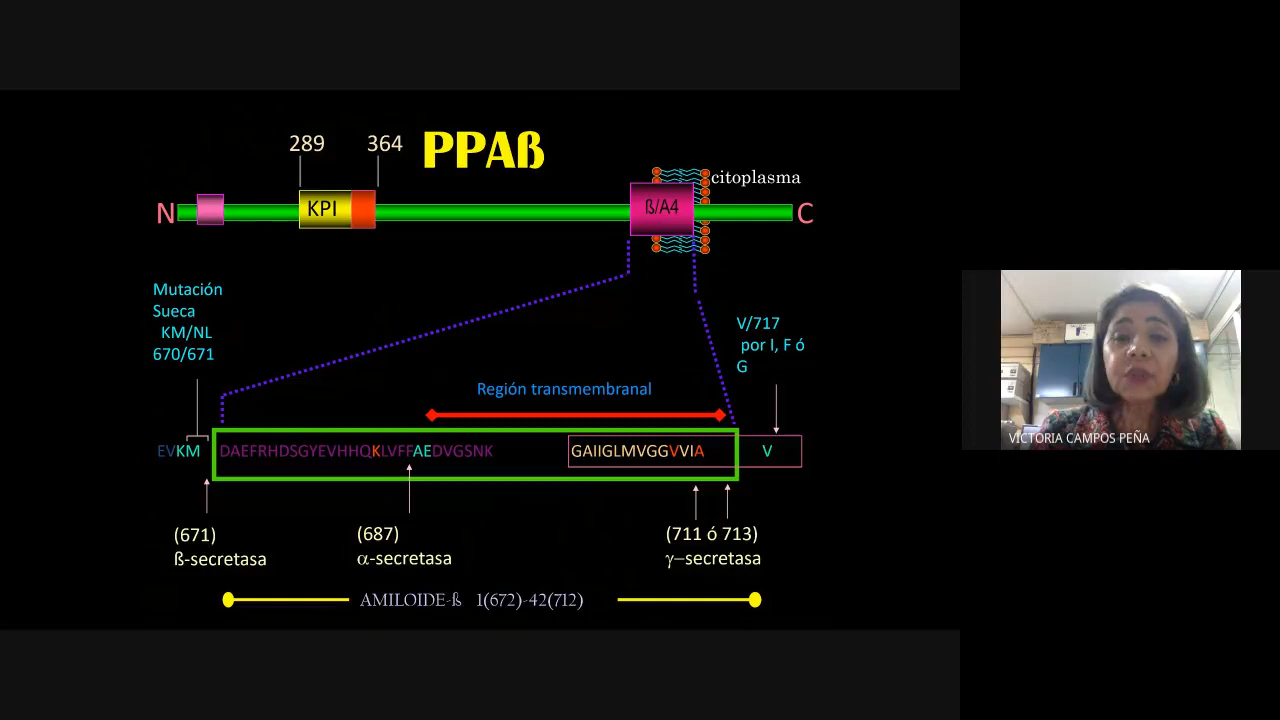 289
364
PPAß
citoplasma
N
KPI
ß/A4
C
Mutación
Sueca
KM/NL
670/671
V/717
por I, F ó
G
Región transmembranal
EVKM DAEFRHDSGYEVHHQKLVFFAEDVGSNK GAIIGLMVGGVVIA V
(671)
ß-secretasa
(687)
α-secretasa
(711 ó 713)
γ–secretasa
AMILOIDE-ß 1(672)-42(712)
VICTORIA CAMPOS PEÑA